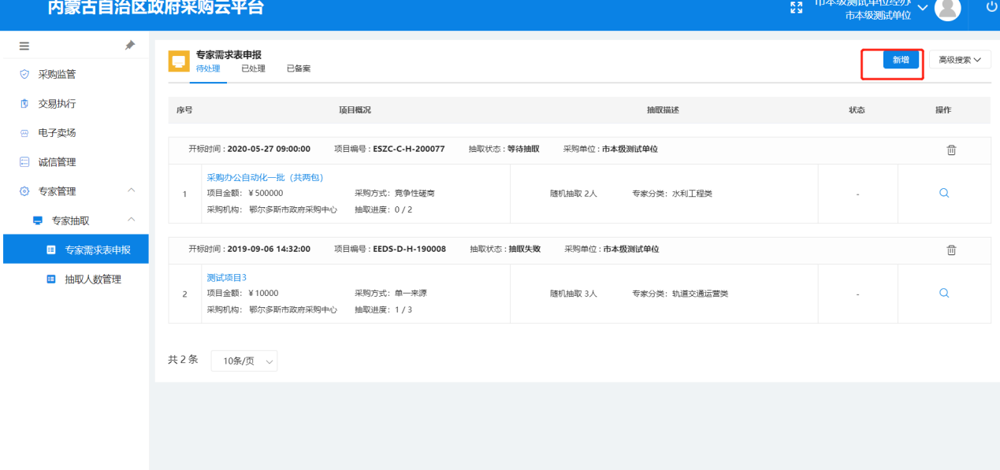 内蒙古自治区政府采购云平台
市本级测试单位经办
市本级测试单位
采购监管
交易执行
电子卖场
诚信管理
专家管理
专家抽取
专家需求表申报
抽取人数管理
专家需求表申报
待处理 已处理 已备案
新增 高级搜索
序号 项目概况 抽取描述 状态 操作
开标时间 : 2020-05-27 09:00:00 项目编号 : ESZC-C-H-200077 抽取状态 : 等待抽取 采购单位 : 市本级测试单位
采购办公自动化一批（共两包）
1 项目金额: ¥ 500000 采购方式: 竞争性磋商 随机抽取 2人 专家分类: 水利工程类 -
采购机构: 鄂尔多斯市政府采购中心 抽取进度: 0 / 2
开标时间 : 2019-09-06 14:32:00 项目编号 : EEDS-D-H-190008 抽取状态 : 抽取失败 采购单位 : 市本级测试单位
测试项目3
2 项目金额: ¥ 10000 采购方式: 单一来源 随机抽取 3人 专家分类: 轨道交通运营类 -
采购机构: 鄂尔多斯市政府采购中心 抽取进度: 1 / 3
共 2 条 10条/页